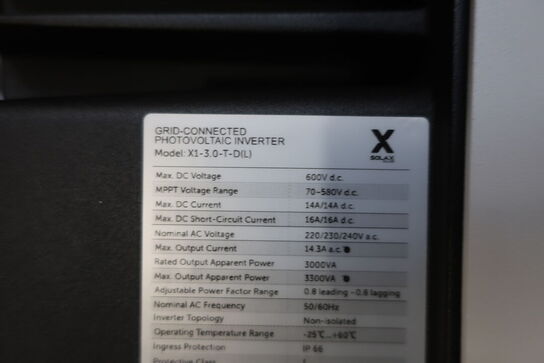 GRID-CONNECTED
PHOTOVOLTAIC INVERTER
Model: X1-3.0-T-D(L)
X
SOLAX
Max. DC Voltage 600V d.c.
MPPT Voltage Range 70-580V d.c.
Max. DC Current 14A/14A d.c.
Max. DC Short-Circuit Current 16A/16A d.c.
Nominal AC Voltage 220/230/240V a.c.
Max. Output Current 14.3A a.c.
Rated Output Apparent Power 3000VA
Max. Output Apparent Power 3300VA
Adjustable Power Factor Range 0.8 leading ~0.8 lagging
Nominal AC Frequency 50/60Hz
Inverter Topology Non-isolated
Operating Temperature Range -25℃...+60℃
Ingress Protection IP 66
Protective Class I